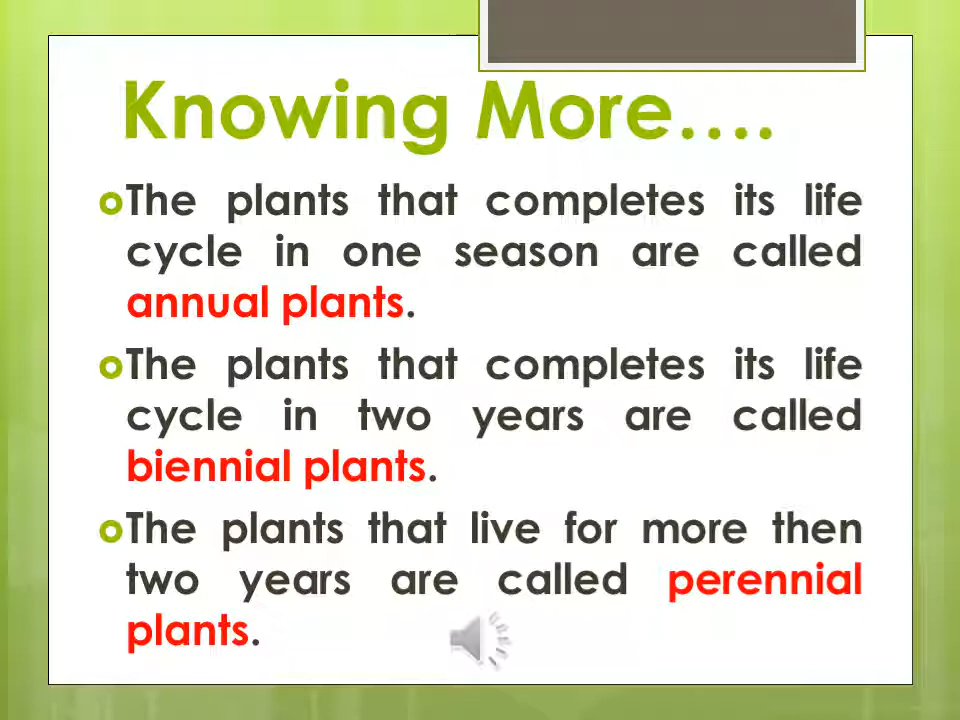 Knowing More....
The plants that completes its life
cycle in one season are called
annual plants.
The plants that completes its life
cycle in two years are called
biennial plants.
The plants that live for more then
two years are called perennial
plants.